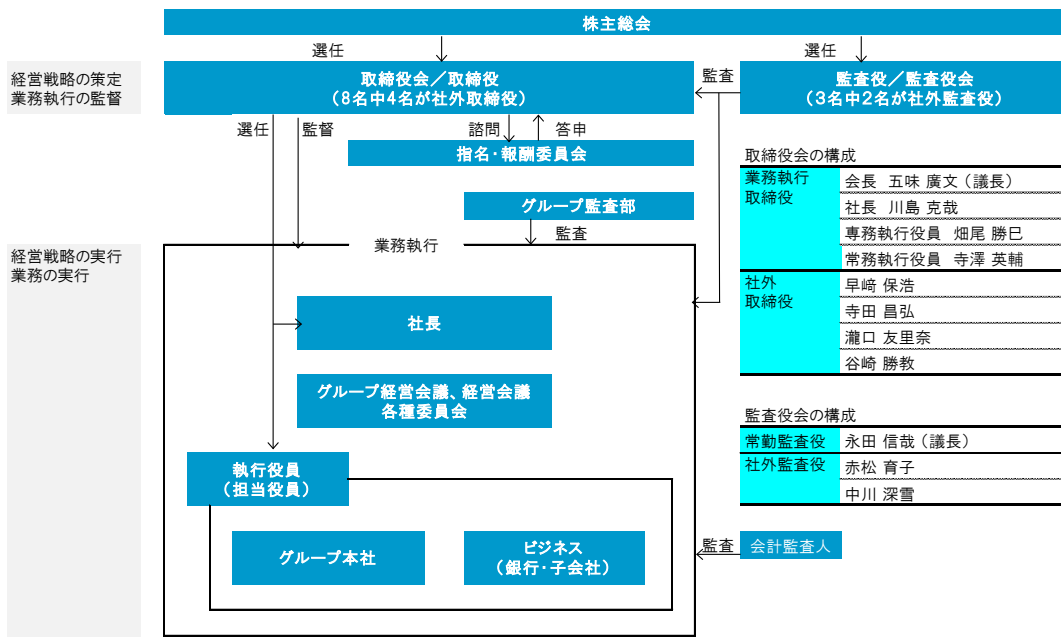 株主総会
選任
選任
経営戦略の策定
業務執行の監督
取締役会／取締役
（8名中4名が社外取締役）
監査
監査役／監査役会
（3名中2名が社外監査役）
選任
監督
諮問
答申
指名・報酬委員会
グループ監査部
監査
業務執行
経営戦略の実行
業務の実行
社長
グループ経営会議、経営会議
各種委員会
執行役員
（担当役員）
グループ本社
ビジネス
（銀行・子会社）
取締役会の構成
業務執行
取締役
会長 五味 廣文（議長）
社長 川島 克哉
専務執行役員 畑尾 勝巳
常務執行役員 寺澤 英輔
社外
取締役
早﨑 保浩
寺田 昌弘
瀧口 友里奈
谷崎 勝教
監査役会の構成
常勤監査役 永田 信哉（議長）
社外監査役 赤松 育子
中川 深雪
監査
会計監査人